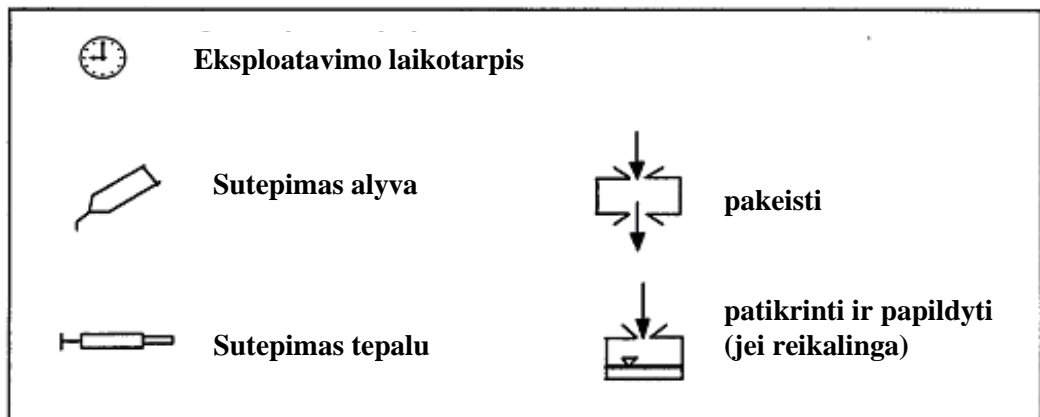 Eksploatavimo laikotarpis
Sutepimas alyva
pakeisti
Sutepimas tepalu
patikrinti ir papildyti
(jei reikalinga)